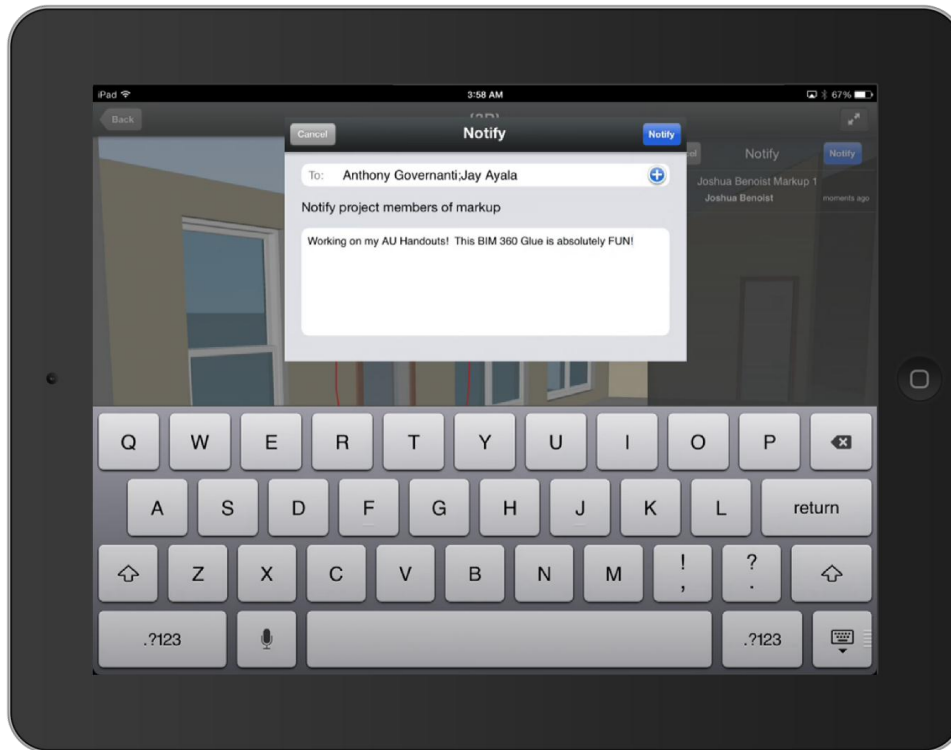 iPad 3:58 AM 67%
Back
Cancel Notify Notify
Notify Notify
To: Anthony Governanti;Jay Ayala
Joshua Benoist Markup 1
Joshua Benoist moments ago
Notify project members of markup
Working on my AU Handouts! This BIM 360 Glue is absolutely FUN!
Q W E R T Y U I O P
A S D F G H J K L return
Z X C V B N M ! , ? .
.?123 .?123